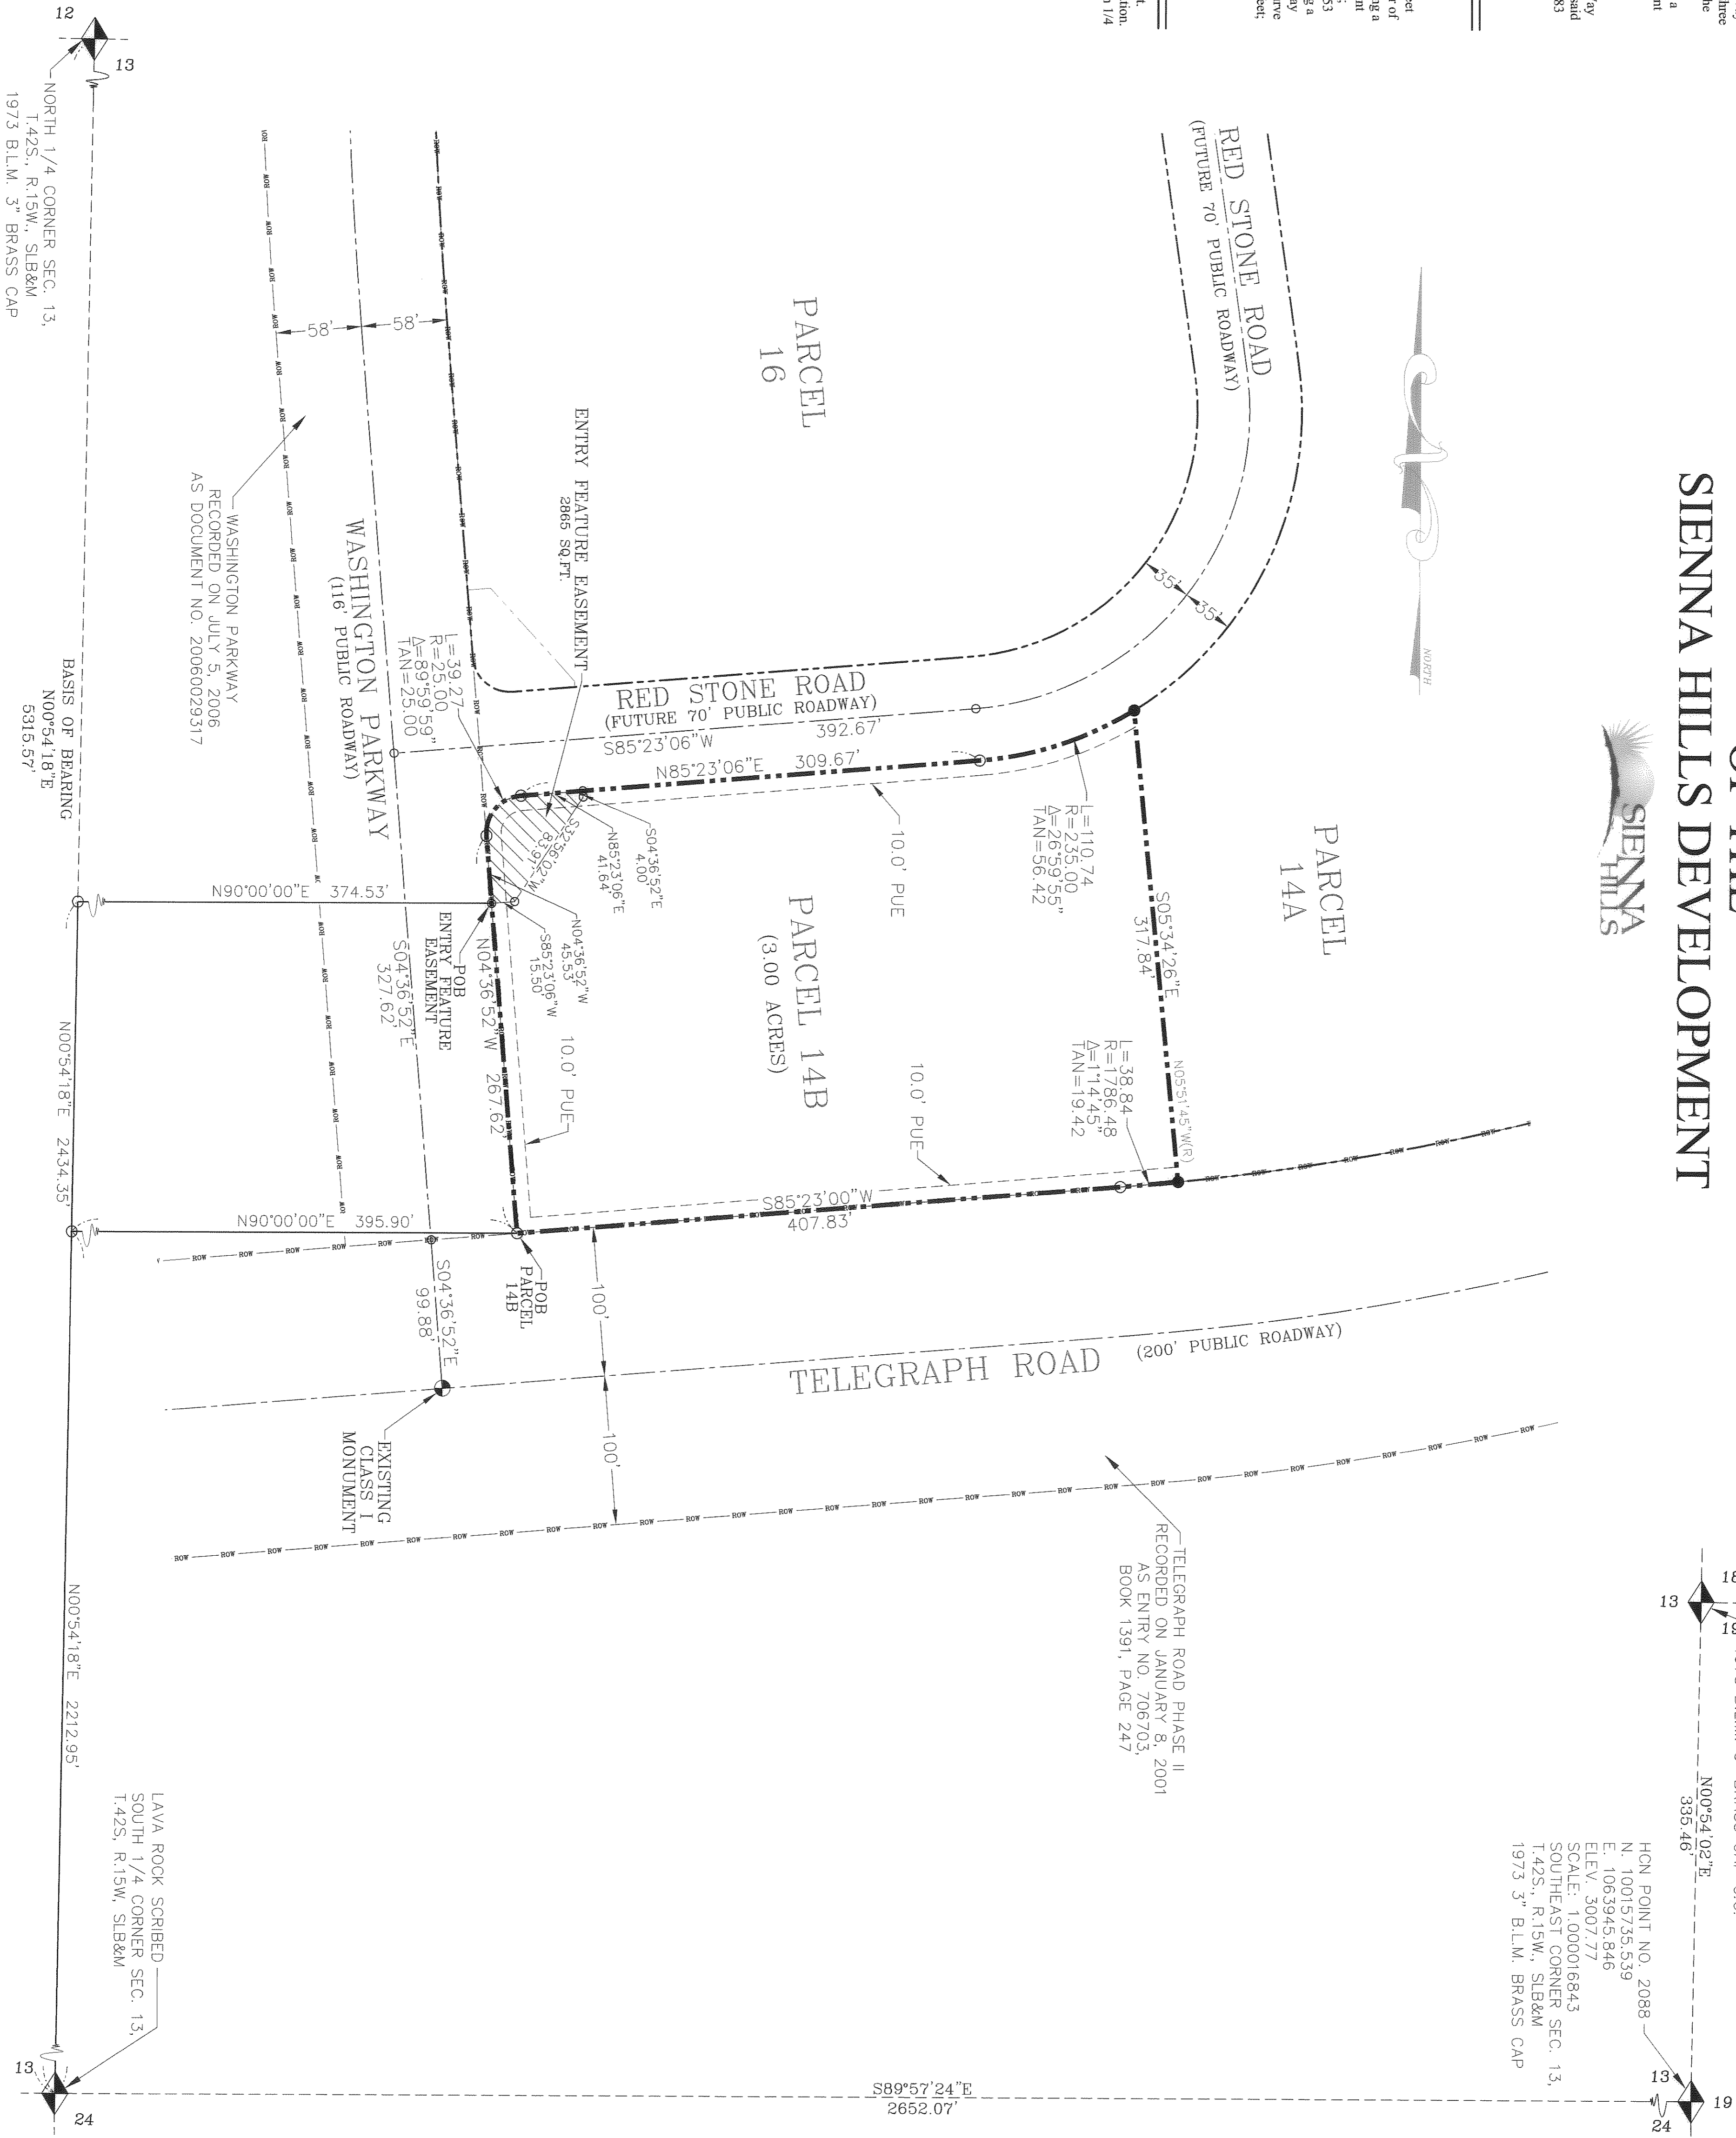 OF THE
SIENNA HILLS DEVELOPMENT
SIENNA
HILLS
NORTH
RED STONE ROAD
(FUTURE 70' PUBLIC ROADWAY)
35'
35'
PARCEL
16
PARCEL
14A
PARCEL 14B
(3.00 ACRES)
RED STONE ROAD
(FUTURE 70' PUBLIC ROADWAY)
S85°23'06"W 392.67'
N85°23'06"E 309.67'
L=110.74
R=235.00
Δ=26°59'55"
TAN=56.42
S05°34'26"E
317.84'
N05°51'45"W(R)
L=38.84
R=1786.48
Δ=1°14'45"
TAN=19.42
10.0' PUE
10.0' PUE
10.0' PUE
S85°23'00"W
407.83'
ENTRY FEATURE EASEMENT
2865 SQ.FT.
S04°36'52"E
4.00'
N85°23'06"E
41.64'
S32°56'02"W
83.91'
N04°36'52"W
45.53'
S85°23'06"W
15.50'
L=39.27
R=25.00
Δ=89°59'59"
TAN=25.00
N04°36'52"W 267.62'
POB
ENTRY FEATURE
EASEMENT
S04°36'52"E
327.62'
WASHINGTON PARKWAY
(116' PUBLIC ROADWAY)
58'
58'
WASHINGTON PARKWAY
RECORDED ON JULY 5, 2006
AS DOCUMENT NO. 20060029317
N90°00'00"E 374.53'
N90°00'00"E 395.90'
POB
PARCEL
14B
S04°36'52"E
99.88'
EXISTING
CLASS I
MONUMENT
100'
100'
TELEGRAPH ROAD
(200' PUBLIC ROADWAY)
TELEGRAPH ROAD PHASE II
RECORDED ON JANUARY 8, 2001
AS ENTRY NO. 706703,
BOOK 1391, PAGE 247
12
13
NORTH 1/4 CORNER SEC. 13,
T.42S., R.15W., SLB&M
1973 B.L.M. 3" BRASS CAP
BASIS OF BEARING
N00°54'18"E
5315.57'
N00°54'18"E 2434.35'
N00°54'18"E 2212.95'
LAVA ROCK SCRIBED
SOUTH 1/4 CORNER SEC. 13,
T.42S, R.15W, SLB&M
13
24
S89°57'24"E
2652.07'
13
N00°54'02"E
335.46'
HCN POINT NO. 2088
N. 10015735.539
E. 1063945.846
ELEV. 3007.77
SCALE: 1.000016843
SOUTHEAST CORNER SEC. 13,
T.42S., R.15W., SLB&M
1973 3" B.L.M. BRASS CAP
13
19
24